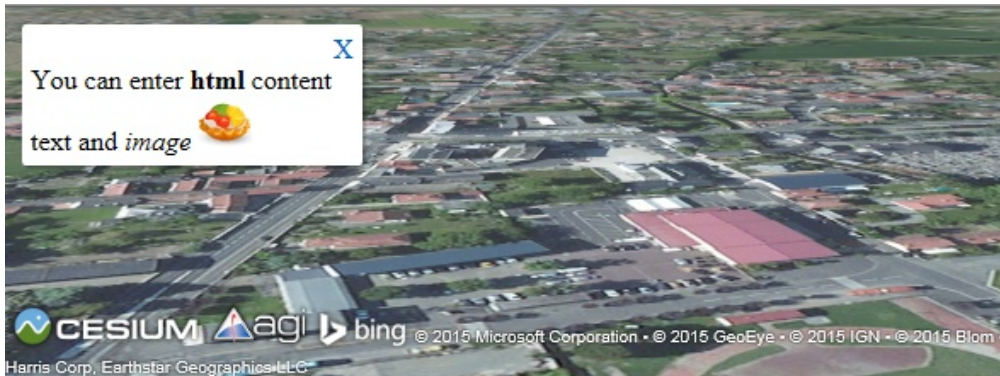 X
You can enter html content
text and image
CESIUM agi bing © 2015 Microsoft Corporation • © 2015 GeoEye • © 2015 IGN • © 2015 Blom
Harris Corp, Earthstar Geographics LLC